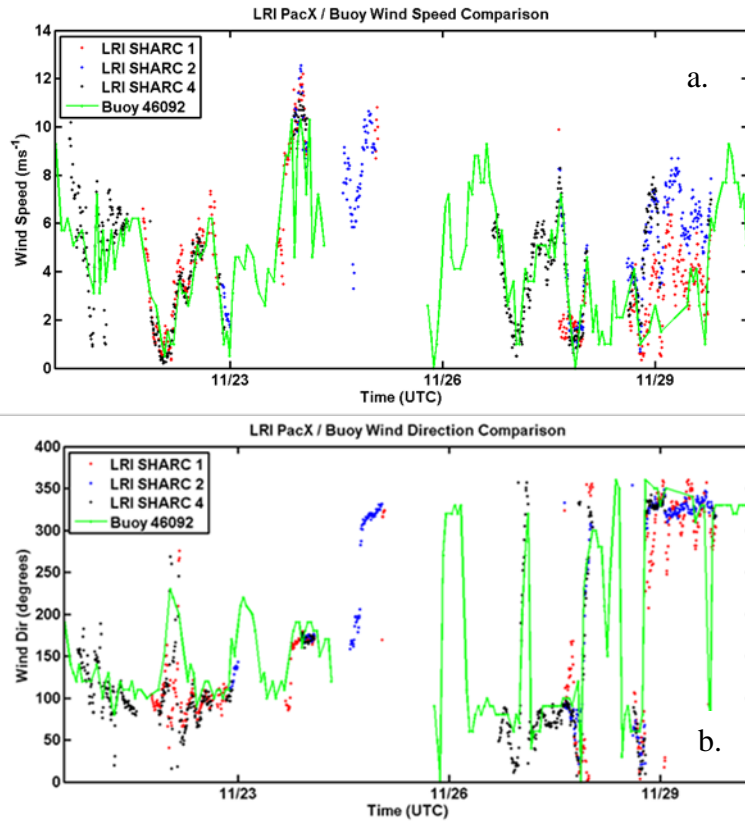 LRI PacX / Buoy Wind Speed Comparison
14
12
10
8
6
4
2
0
Wind Speed (ms⁻¹)
LRI SHARC 1
LRI SHARC 2
LRI SHARC 4
Buoy 46092
a.
11/23
11/26
11/29
Time (UTC)
LRI PacX / Buoy Wind Direction Comparison
400
350
300
250
200
150
100
50
0
Wind Dir (degrees)
LRI SHARC 1
LRI SHARC 2
LRI SHARC 4
Buoy 46092
b.
11/23
11/26
11/29
Time (UTC)